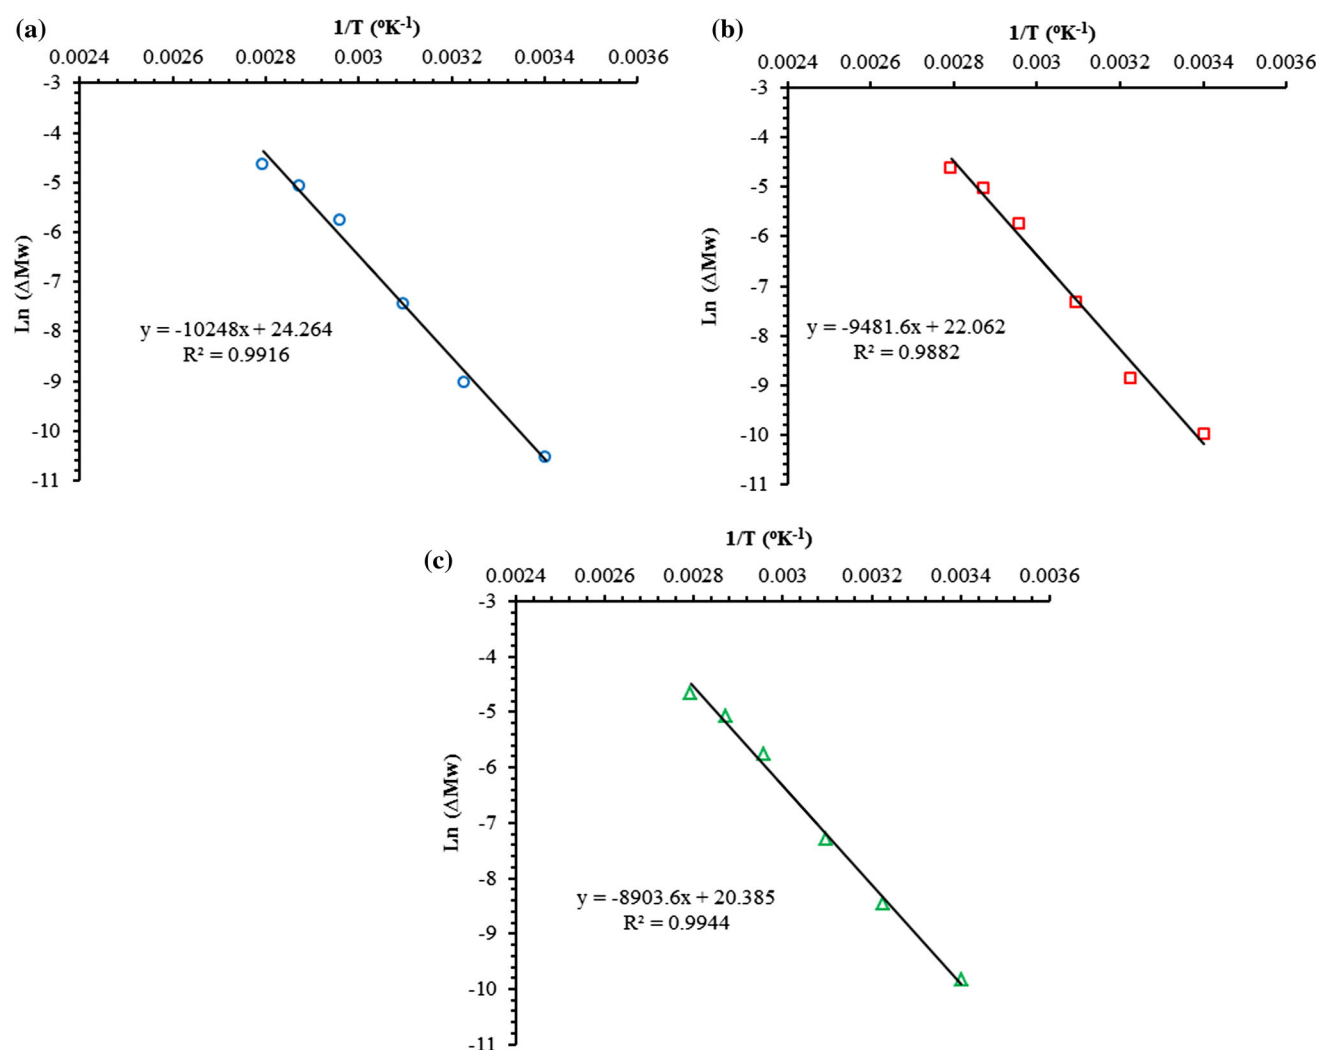 (a)
1/T (ºK⁻¹)
0.0024 0.0026 0.0028 0.003 0.0032 0.0034 0.0036
-3
-4
-5
-6
-7
-8
-9
-10
-11
Ln (ΔMw)
y = -10248x + 24.264
R² = 0.9916
(b)
1/T (ºK⁻¹)
0.0024 0.0026 0.0028 0.003 0.0032 0.0034 0.0036
-3
-4
-5
-6
-7
-8
-9
-10
-11
Ln (ΔMw)
y = -9481.6x + 22.062
R² = 0.9882
(c)
1/T (ºK⁻¹)
0.0024 0.0026 0.0028 0.003 0.0032 0.0034 0.0036
-3
-4
-5
-6
-7
-8
-9
-10
-11
Ln (ΔMw)
y = -8903.6x + 20.385
R² = 0.9944